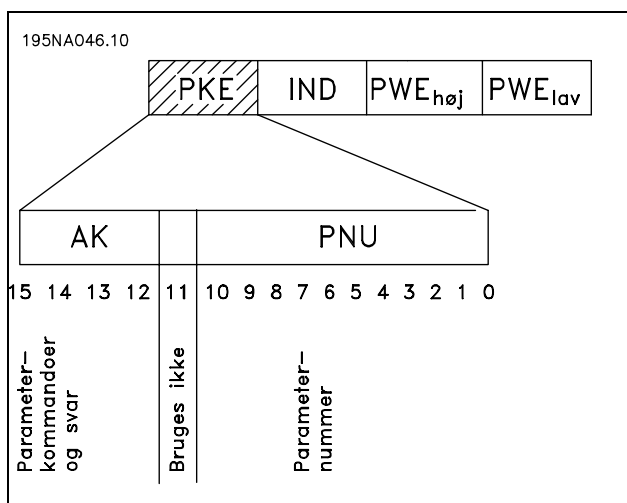 195NA046.10
PKE IND PWEhøj PWElav
AK PNU
15 14 13 12 11 10 9 8 7 6 5 4 3 2 1 0
Parameter-
kommandoer
og svar
Bruges ikke
Parameter-
nummer